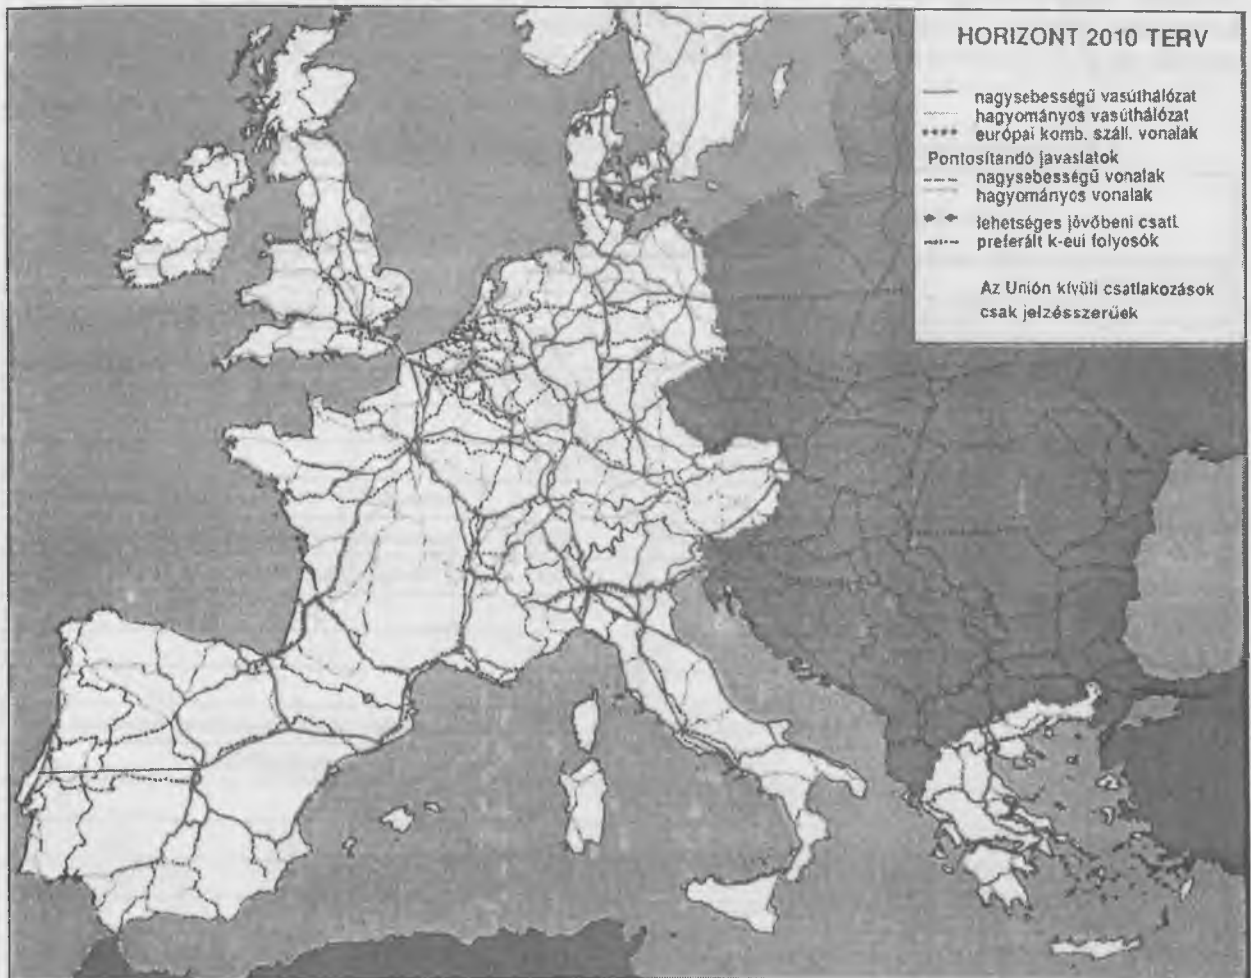 HORIZONT 2010 TERV
nagysebességű vasúthálózat
hagyományos vasúthálózat
európai komb. száll. vonalak
Pontosítandó javaslatok
nagysebességű vonalak
hagyományos vonalak
lehetséges jövőbeni csatl.
preferált k-eui folyosók
Az Unión kívüli csatlakozások
csak jelzésszerűek